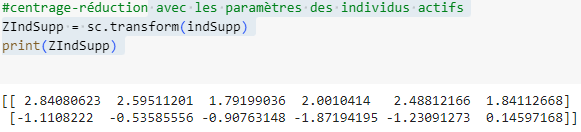 #centrage-réduction avec les paramètres des individus actifs
ZIndSupp = sc.transform(indSupp)
print(ZIndSupp)
[[ 2.84080623  2.59511201  1.79199036  2.0010414   2.48812166  1.84112668]
 [-1.1108222  -0.53585556 -0.90763148 -1.87194195 -1.23091273  0.14597168]]